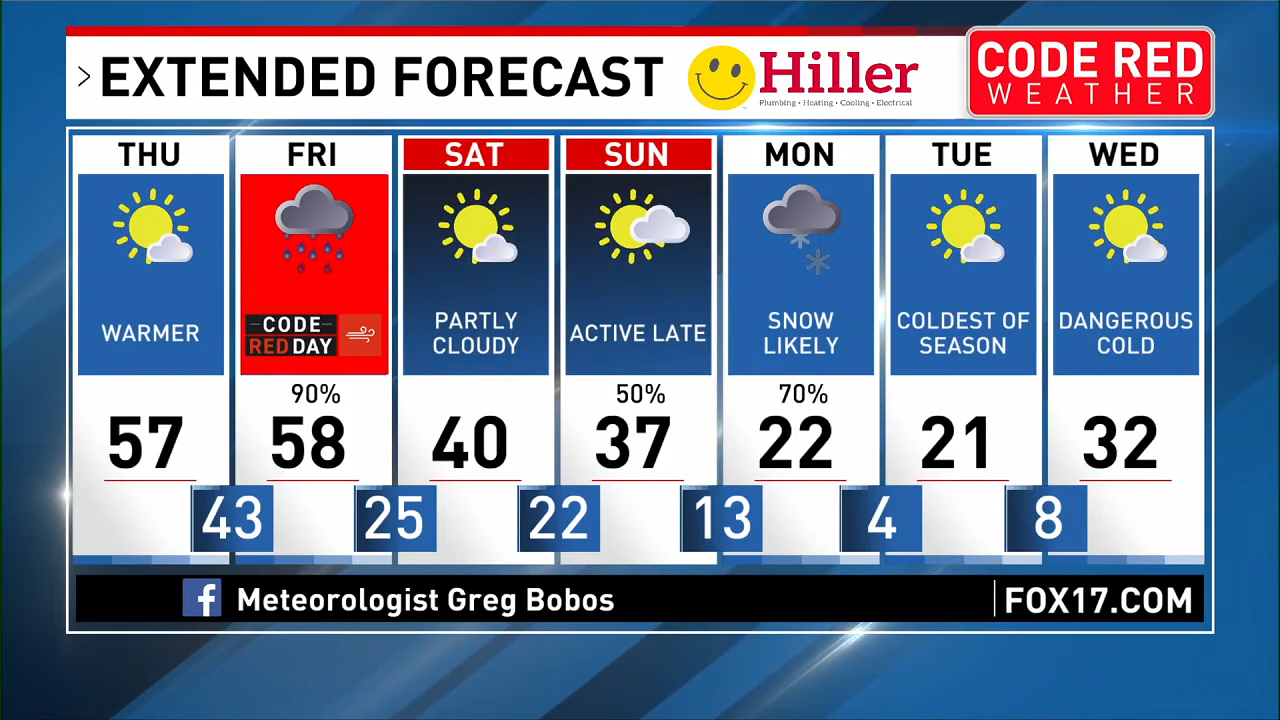 > EXTENDED FORECAST
Hiller
Plumbing • Heating • Cooling • Electrical
CODE RED
WEATHER
THU
WARMER
57
FRI
CODE
RED DAY
90%
58
SAT
PARTLY
CLOUDY
40
SUN
ACTIVE LATE
50%
37
MON
SNOW
LIKELY
70%
22
TUE
COLDEST OF
SEASON
21
WED
DANGEROUS
COLD
32
43
25
22
13
4
8
f Meteorologist Greg Bobos
FOX17.COM